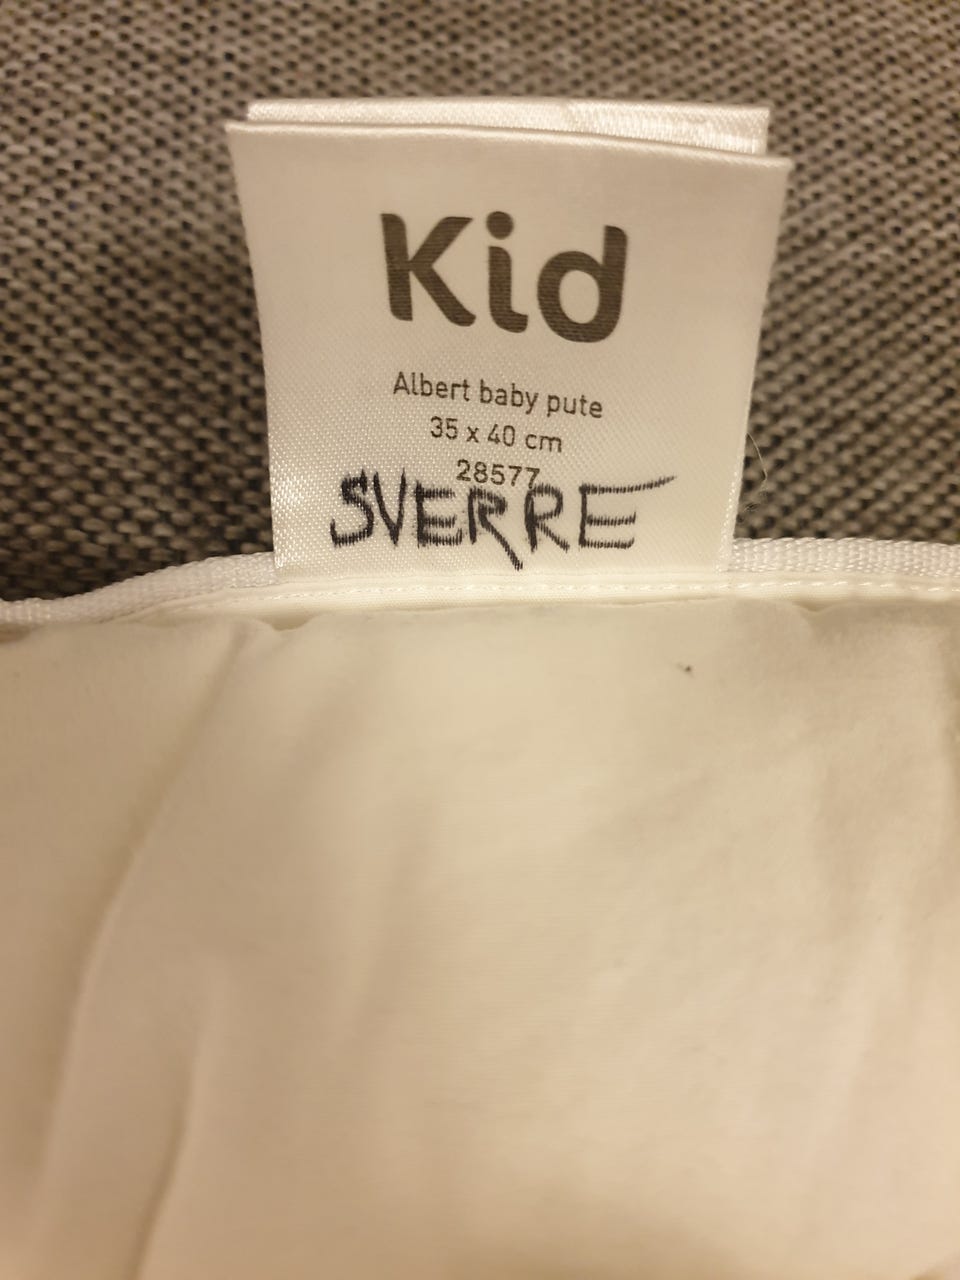 Kid
Albert baby pute
35 x 40 cm
28577
SVERRE